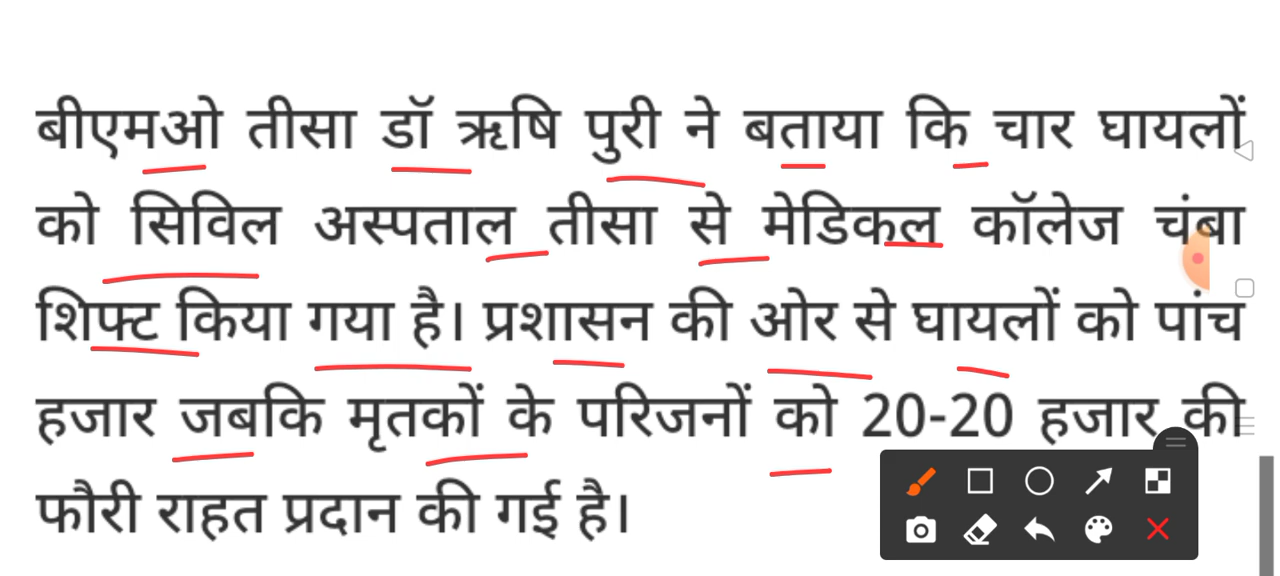 बीएमओ तीसा डॉ ऋषि पुरी ने बताया कि चार घायलों
को सिविल अस्पताल तीसा से मेडिकल कॉलेज चंबा
शिफ्ट किया गया है। प्रशासन की ओर से घायलों को पांच
हजार जबकि मृतकों के परिजनों को 20-20 हजार की
फौरी राहत प्रदान की गई है।